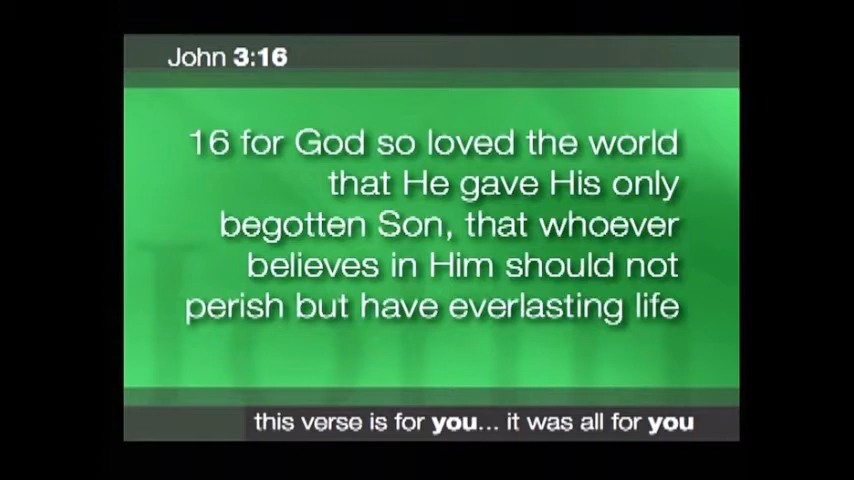 John 3:16
16 for God so loved the world
that He gave His only
begotten Son, that whoever
believes in Him should not
perish but have everlasting life
this verse is for you... it was all for you